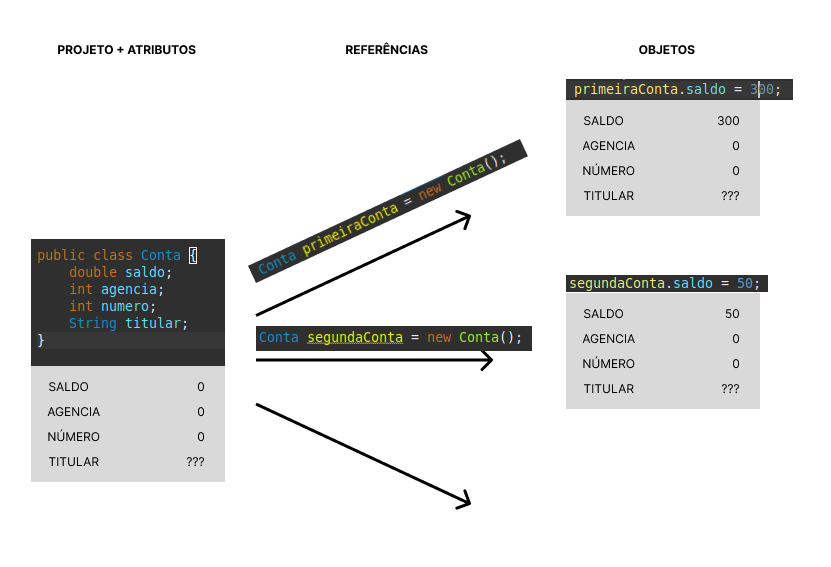 PROJETO + ATRIBUTOS
REFERÊNCIAS
OBJETOS
public class Conta {
    double saldo;
    int agencia;
    int numero;
    String titular;
}
SALDO 0
AGENCIA 0
NÚMERO 0
TITULAR ???
Conta primeiraConta = new Conta();
Conta segundaConta = new Conta();
primeiraConta.saldo = 300;
SALDO 300
AGENCIA 0
NÚMERO 0
TITULAR ???
segundaConta.saldo = 50;
SALDO 50
AGENCIA 0
NÚMERO 0
TITULAR ???